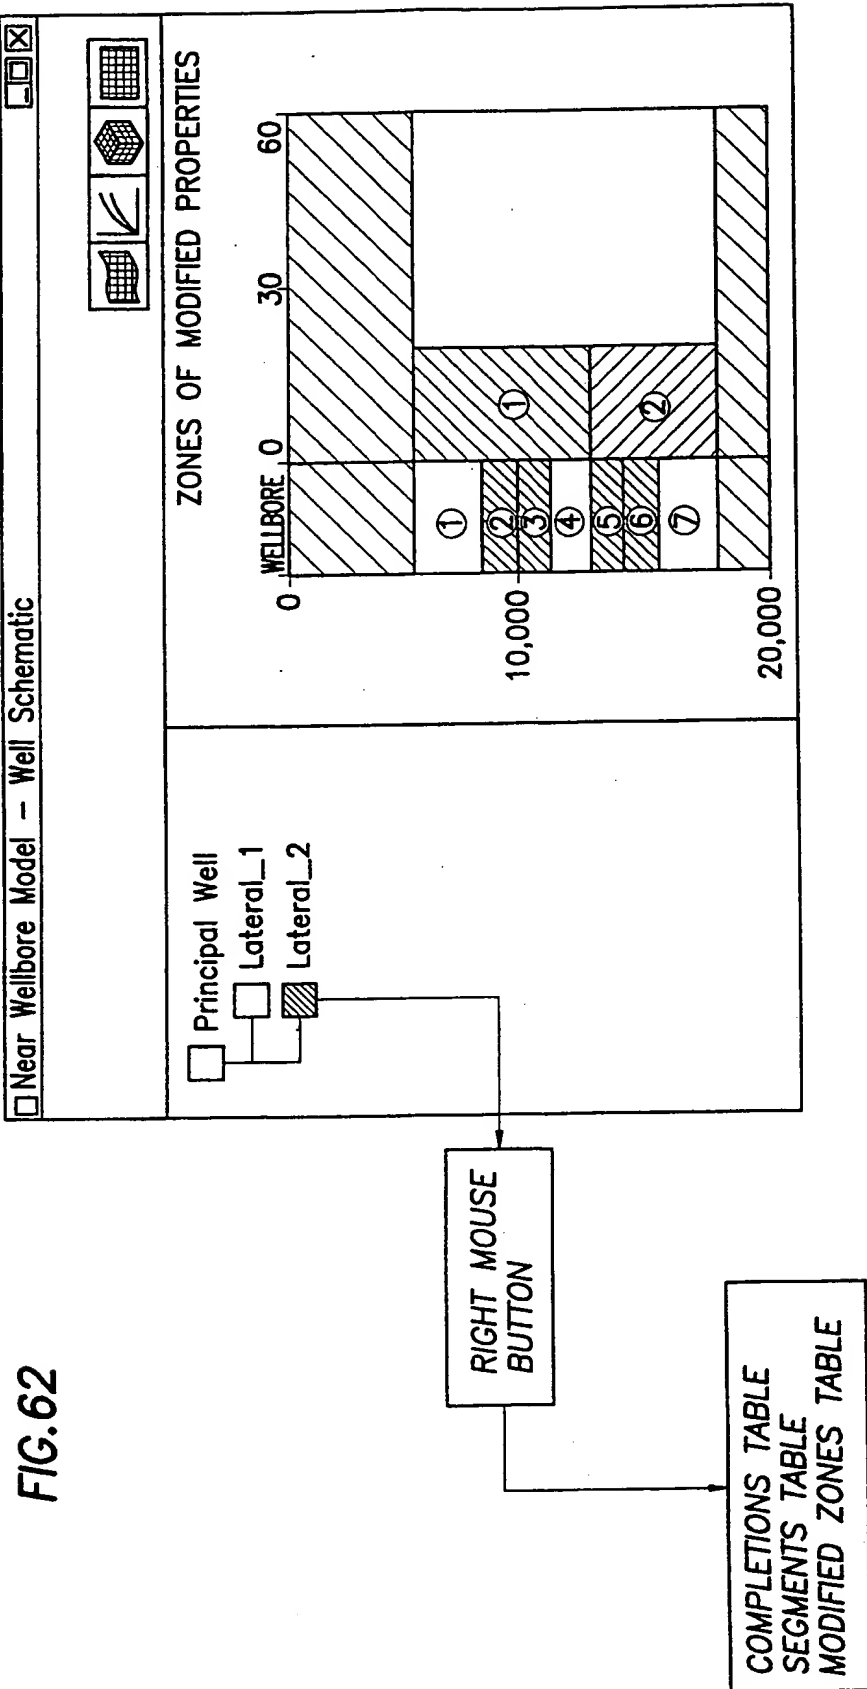 FIG.62
Near Wellbore Model – Well Schematic
Principal Well
Lateral_1
Lateral_2
ZONES OF MODIFIED PROPERTIES
WELLBORE 0 30 60
0
10,000
20,000
1
2
3
4
5
6
7
1
2
RIGHT MOUSE
BUTTON
COMPLETIONS TABLE
SEGMENTS TABLE
MODIFIED ZONES TABLE